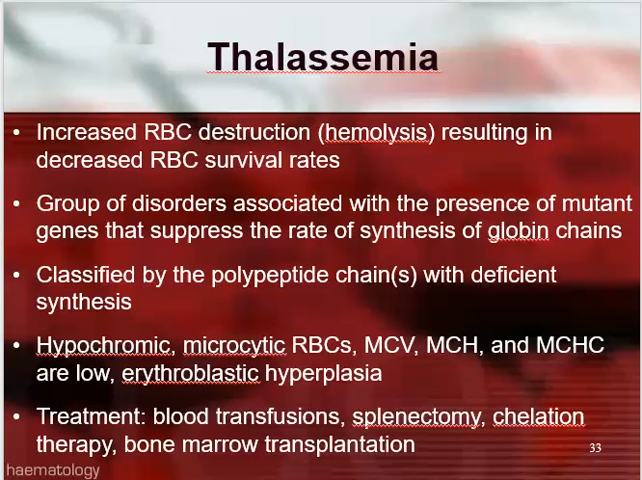 Thalassemia
• Increased RBC destruction (hemolysis) resulting in
decreased RBC survival rates
• Group of disorders associated with the presence of mutant
genes that suppress the rate of synthesis of globin chains
• Classified by the polypeptide chain(s) with deficient
synthesis
• Hypochromic, microcytic RBCs, MCV, MCH, and MCHC
are low, erythroblastic hyperplasia
• Treatment: blood transfusions, splenectomy, chelation
therapy, bone marrow transplantation
33
haematology